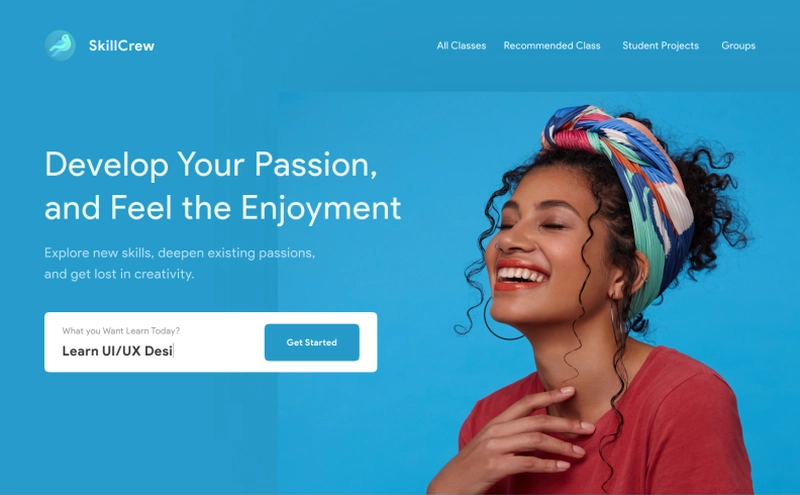 SkillCrew
All Classes
Recommended Class
Student Projects
Groups
Develop Your Passion,
and Feel the Enjoyment
Explore new skills, deepen existing passions,
and get lost in creativity.
What you Want Learn Today?
Learn UI/UX Desi
Get Started